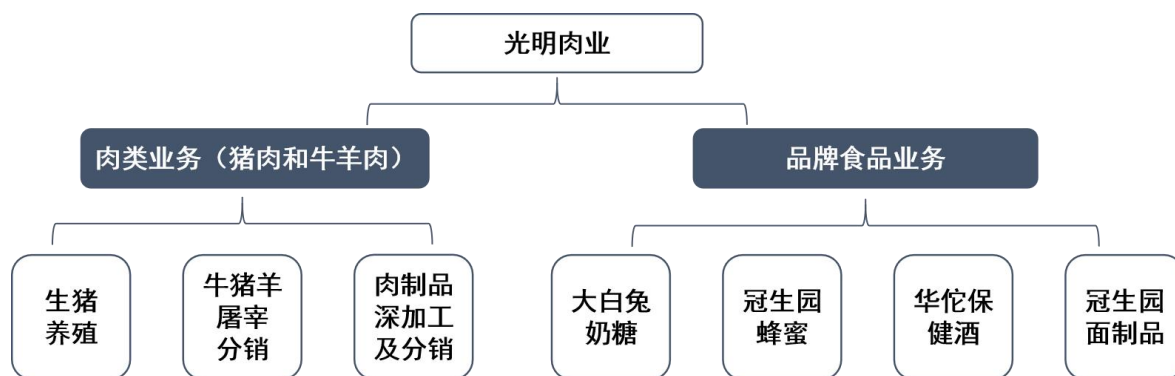 光明肉业
肉类业务（猪肉和牛羊肉）
品牌食品业务
生猪
养殖
牛猪羊
屠宰
分销
肉制品
深加工
及分销
大白兔
奶糖
冠生园
蜂蜜
华佗保
健酒
冠生园
面制品